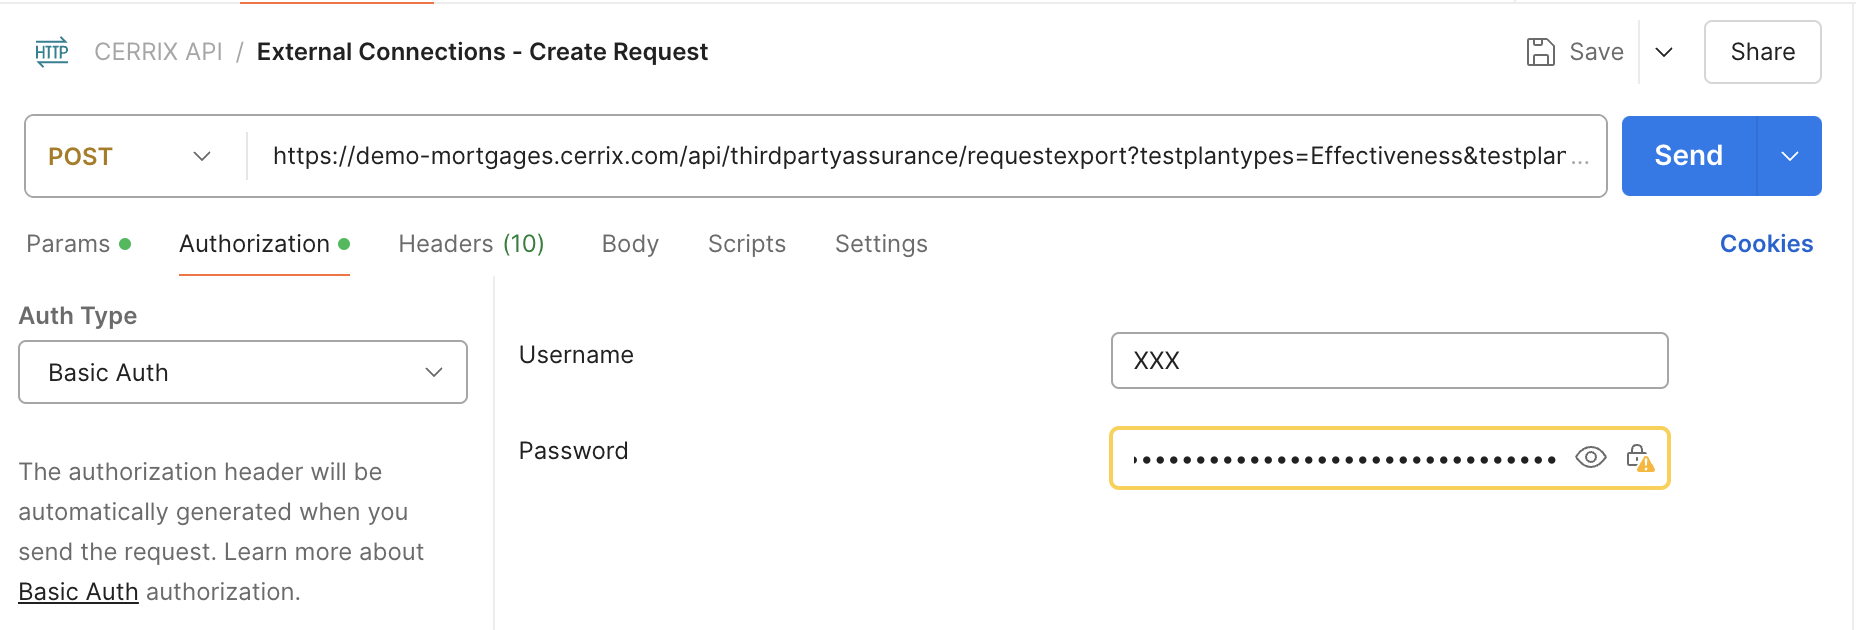 HTTP CERRIX API / External Connections - Create Request Save Share
POST https://demo-mortgages.cerrix.com/api/thirdpartyassurance/requestexport?testplantypes=Effectiveness&testplar ... Send
Params Authorization Headers (10) Body Scripts Settings Cookies
Auth Type
Basic Auth
Username XXX
Password
The authorization header will be
automatically generated when you
send the request. Learn more about
Basic Auth authorization.